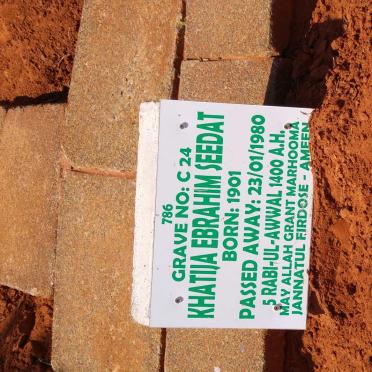 786
GRAVE NO: C 24
KHATIJA EBRAHIM SEEDAT
BORN: 1901
PASSED AWAY: 23/01/1980
5 RABI-UL-AWWAL 1400 A.H.
MAY ALLAH GRANT MARHOOMA
JANNATUL FIRDOSE - AMEEN